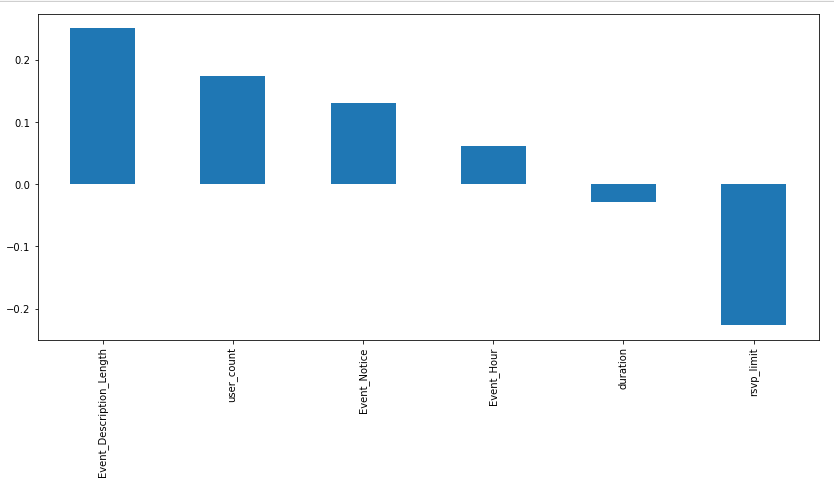 0.2
0.1
0.0
−0.1
−0.2
Event_Description_Length
user_count
Event_Notice
Event_Hour
duration
rsvp_limit